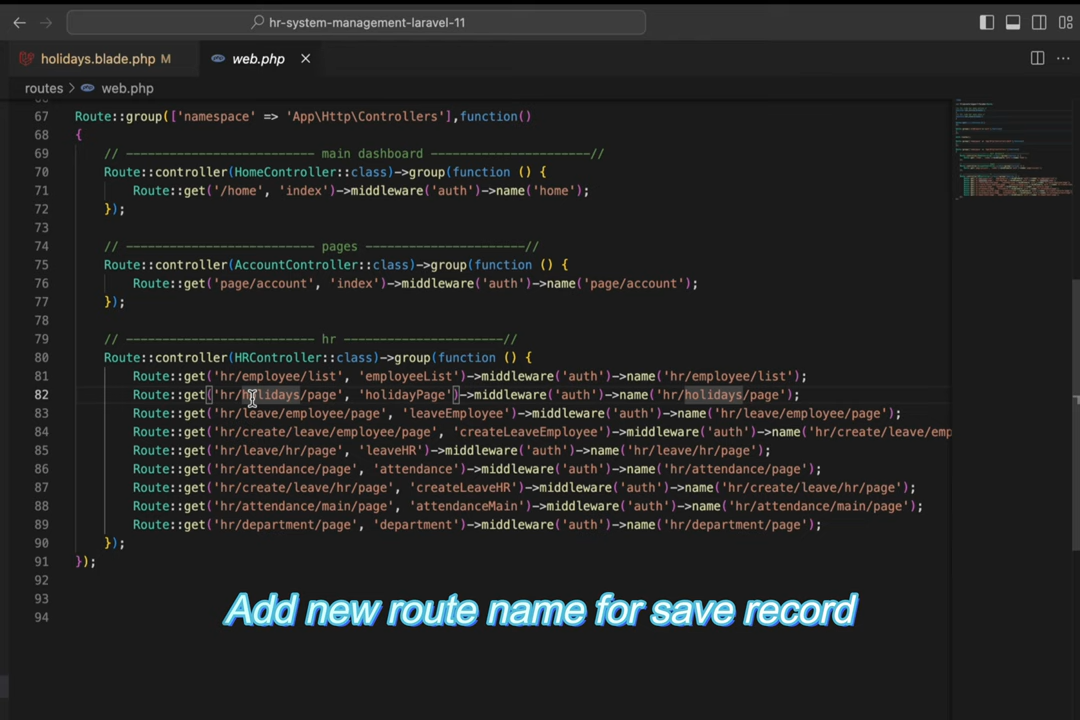 hr-system-management-laravel-11
holidays.blade.php M web.php
routes > web.php
67 Route::group(['namespace' => 'App\Http\Controllers'],function()
68 {
69 // -------------------------- main dashboard ----------------------//
70 Route::controller(HomeController::class)->group(function () {
71 Route::get('/home', 'index')->middleware('auth')->name('home');
72 });
73
74 // -------------------------- pages ----------------------//
75 Route::controller(AccountController::class)->group(function () {
76 Route::get('page/account', 'index')->middleware('auth')->name('page/account');
77 });
78
79 // -------------------------- hr ----------------------//
80 Route::controller(HRController::class)->group(function () {
81 Route::get('hr/employee/list', 'employeeList')->middleware('auth')->name('hr/employee/list');
82 Route::get('hr/holidays/page', 'holidayPage')->middleware('auth')->name('hr/holidays/page');
83 Route::get('hr/leave/employee/page', 'leaveEmployee')->middleware('auth')->name('hr/leave/employee/page');
84 Route::get('hr/create/leave/employee/page', 'createLeaveEmployee')->middleware('auth')->name('hr/create/leave/emp
85 Route::get('hr/leave/hr/page', 'leaveHR')->middleware('auth')->name('hr/leave/hr/page');
86 Route::get('hr/attendance/page', 'attendance')->middleware('auth')->name('hr/attendance/page');
87 Route::get('hr/create/leave/hr/page', 'createLeaveHR')->middleware('auth')->name('hr/create/leave/hr/page');
88 Route::get('hr/attendance/main/page', 'attendanceMain')->middleware('auth')->name('hr/attendance/main/page');
89 Route::get('hr/department/page', 'department')->middleware('auth')->name('hr/department/page');
90 });
91 });
92
93
94
Add new route name for save record